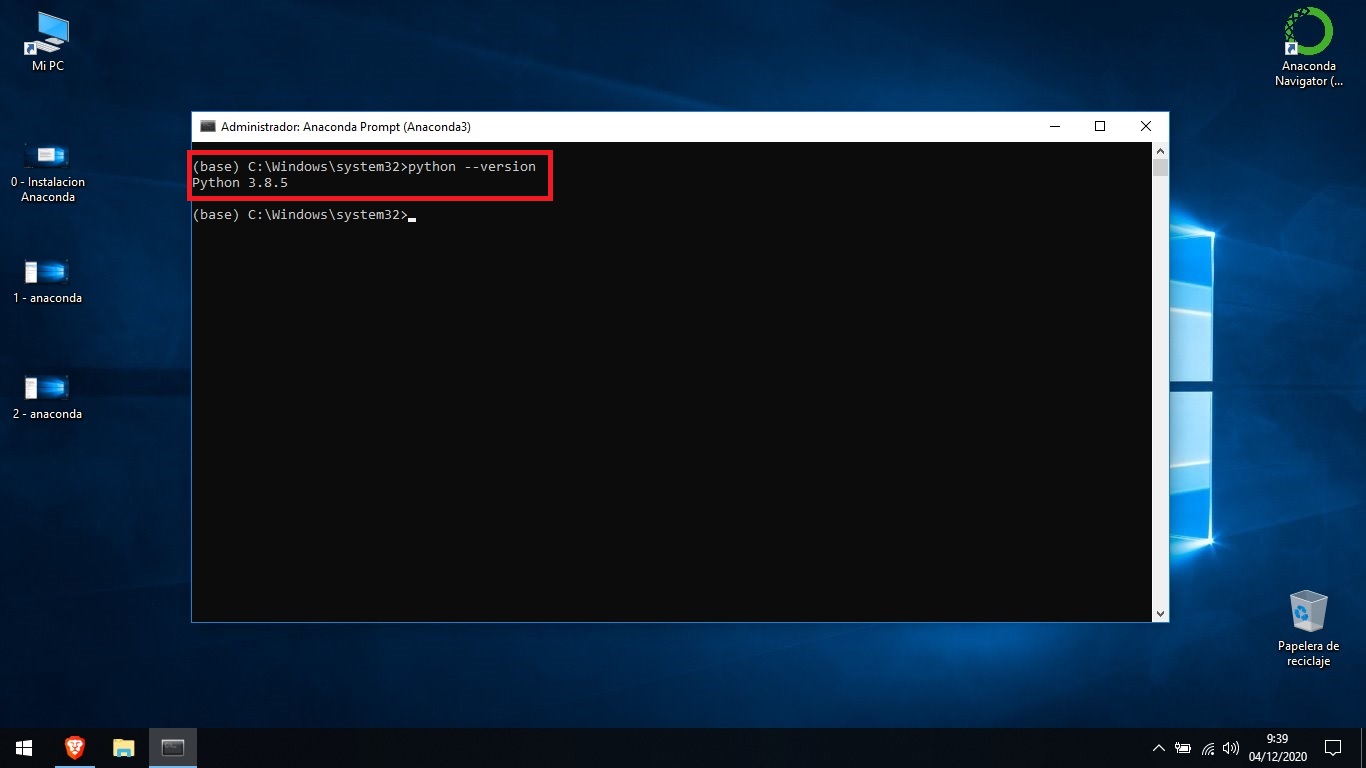 Mi PC
Anaconda
Navigator (...
Administrador: Anaconda Prompt (Anaconda3)
(base) C:\Windows\system32>python --version
Python 3.8.5
(base) C:\Windows\system32>
0 - Instalacion
Anaconda
1 - anaconda
2 - anaconda
Papelera de
reciclaje
9:39
04/12/2020